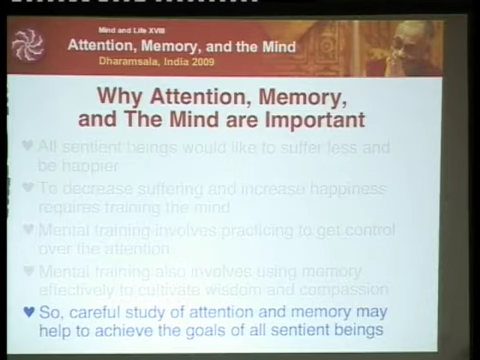 Mind and Life XVIII
Attention, Memory, and the Mind
Dharamsala, India 2009
Why Attention, Memory,
and The Mind are Important
All sentient beings would like to suffer less and
be happier
To decrease suffering and increase happiness
requires training the mind
Mental training involves practicing to get control
over the attention
Mental training also involves using memory
effectively to cultivate wisdom and compassion
So, careful study of attention and memory may
help to achieve the goals of all sentient beings